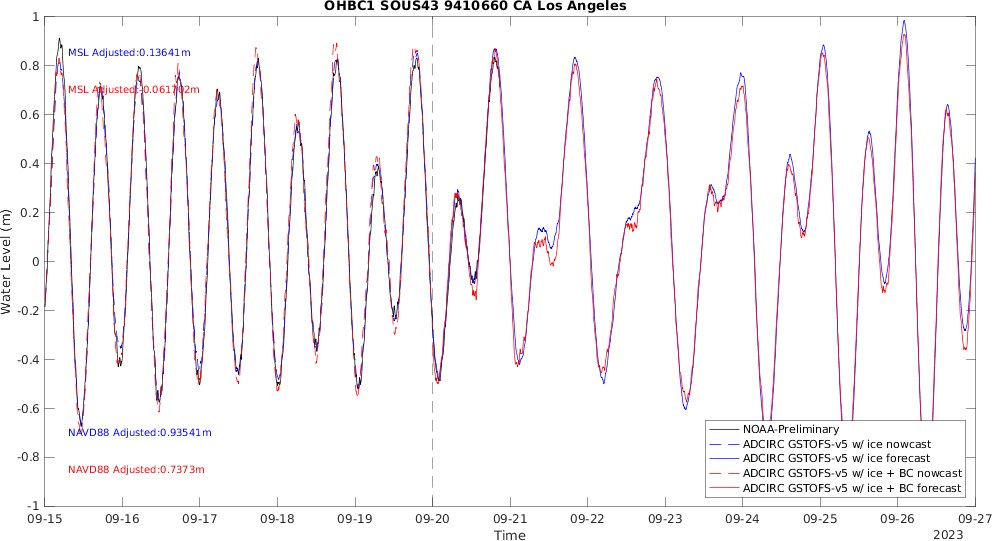 OHBC1 SOUS43 9410660 CA Los Angeles
MSL Adjusted:0.13641m
MSL Adjusted:-0.061702m
NAVD88 Adjusted:0.93541m
NAVD88 Adjusted:0.7373m
Water Level (m)
1
0.8
0.6
0.4
0.2
0
-0.2
-0.4
-0.6
-0.8
-1
NOAA-Preliminary
ADCIRC GSTOFS-v5 w/ ice nowcast
ADCIRC GSTOFS-v5 w/ ice forecast
ADCIRC GSTOFS-v5 w/ ice + BC nowcast
ADCIRC GSTOFS-v5 w/ ice + BC forecast
09-15 09-16 09-17 09-18 09-19 09-20 09-21 09-22 09-23 09-24 09-25 09-26 09-27
Time
2023